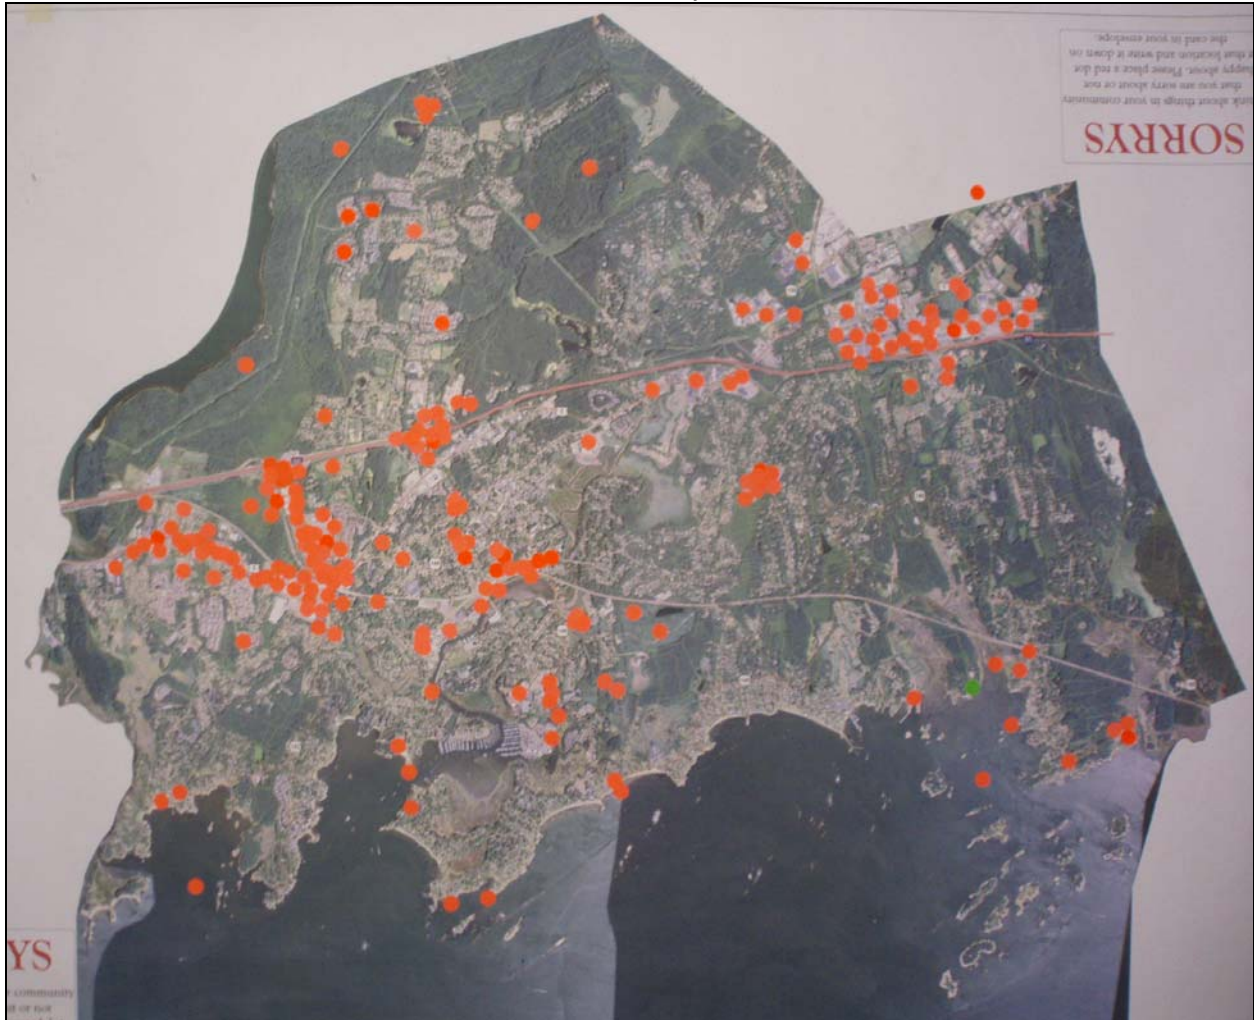 SORRYS
ink about things in your community
that you are sorry about or not
happy about. Please place a red dot
t that location and write it down on
the card in your envelope.
YS
community
or not